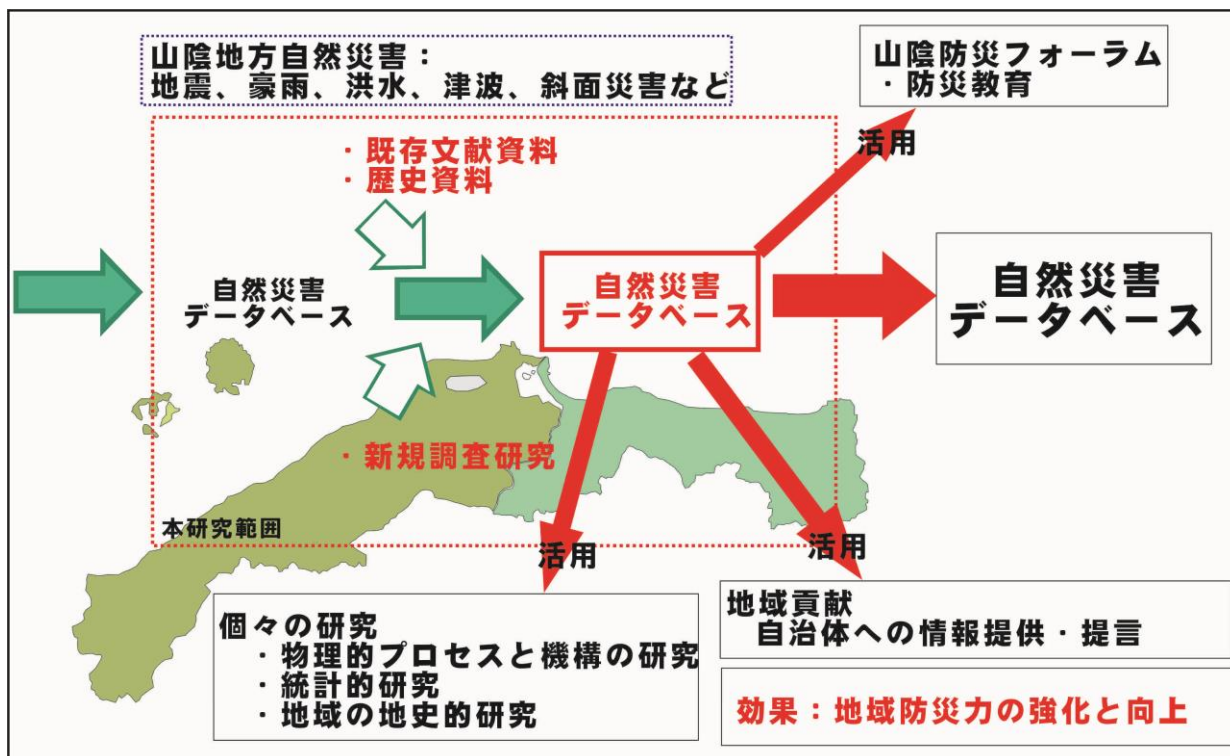 山陰地方自然災害：
地震、豪雨、洪水、津波、斜面災害など
山陰防災フォーラム
・防災教育
活用
・既存文献資料
・歴史資料
自然災害
データベース
自然災害
データベース
自然災害
データベース
・新規調査研究
本研究範囲
活用
活用
個々の研究
・物理的プロセスと機構の研究
・統計的研究
・地域の地史的研究
地域貢献
自治体への情報提供・提言
効果：地域防災力の強化と向上